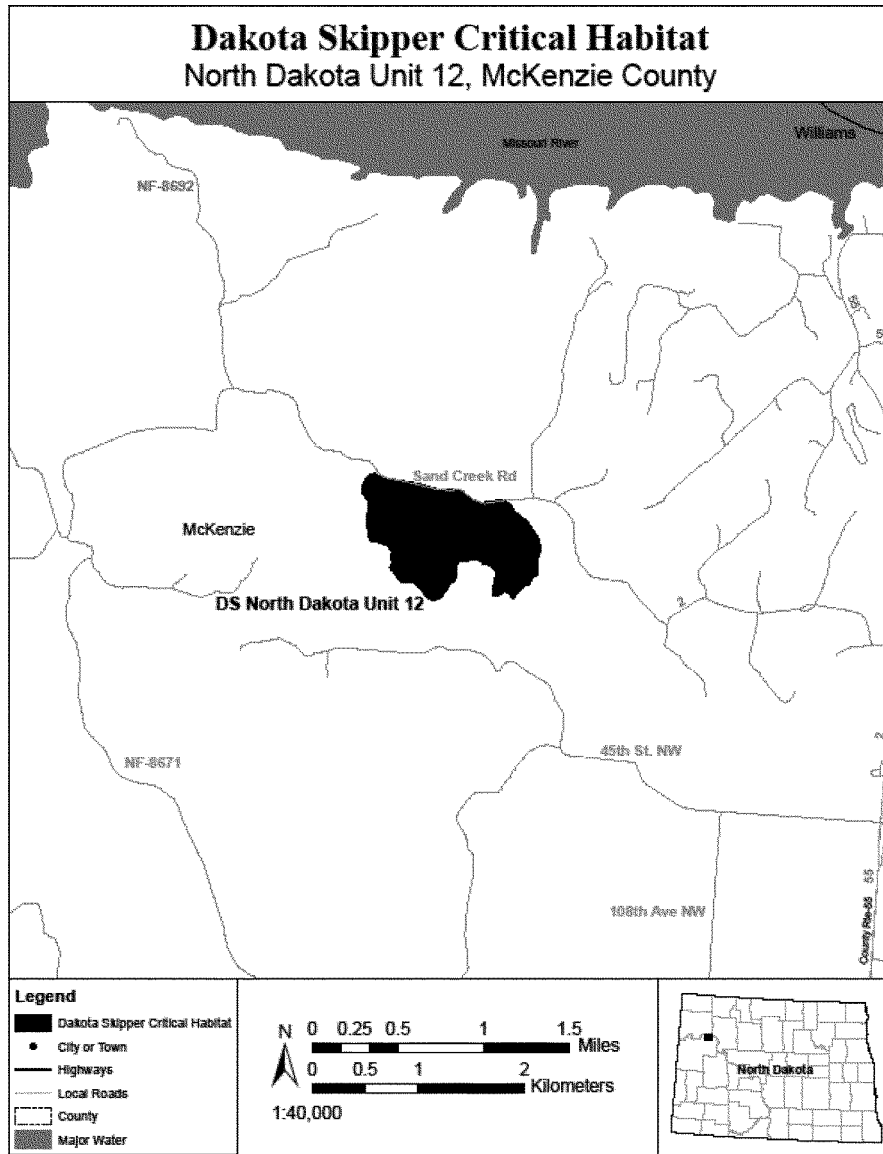 Dakota Skipper Critical Habitat
North Dakota Unit 12, McKenzie County
Williams
Missouri River
NF-8692
Sand Creek Rd
McKenzie
DS North Dakota Unit 12
2
2
45th St. NW
NF-8671
55
108th Ave NW
County Rte-55
Legend
Dakota Skipper Critical Habitat
City or Town
Highways
Local Roads
County
Major Water
N
0 0.25 0.5 1 1.5
Miles
0 0.5 1 2
Kilometers
1:40,000
North Dakota